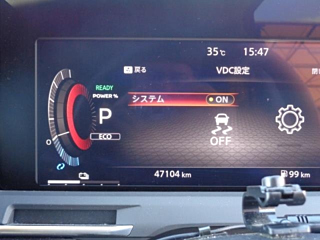 35℃ 15:47
戻る VDC設定
READY
POWER %
システム ON
P
ECO
OFF
0
47104 km 99 km